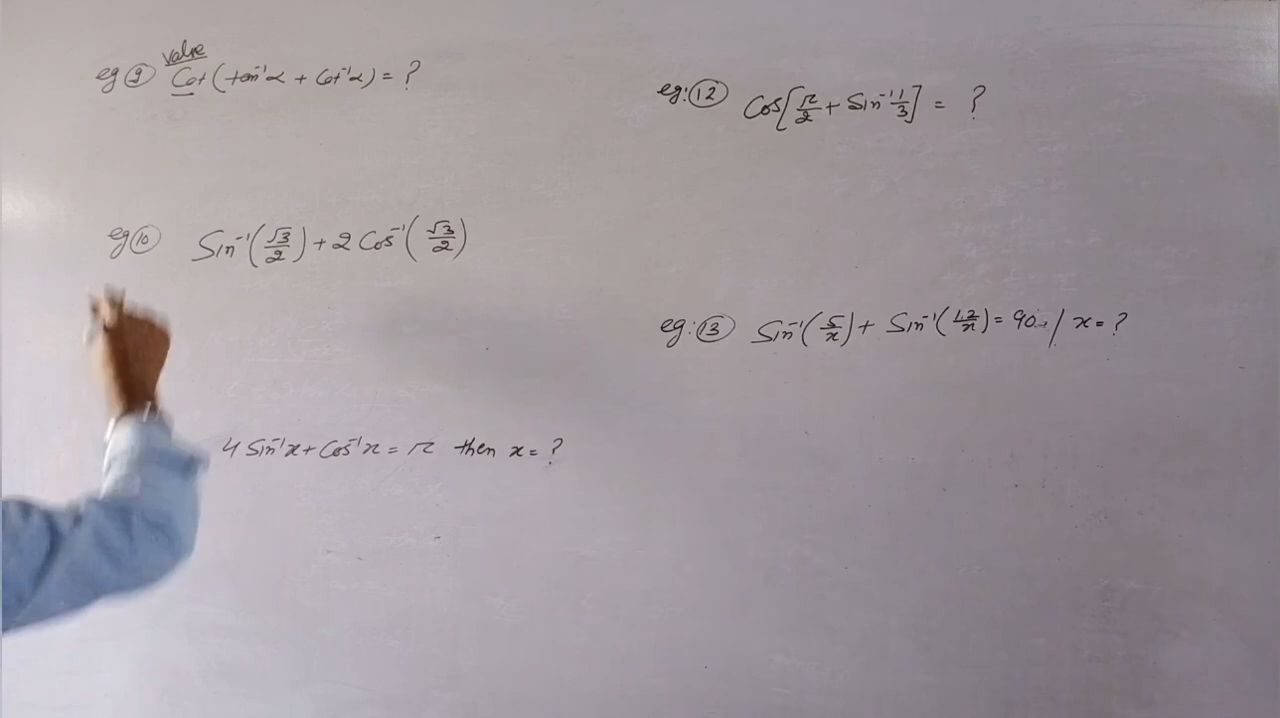 value
eg ⑨ Cot (tan⁻¹α + Cot⁻¹α) = ?
eg ⑩ Sin⁻¹(√3/2) + 2 Cos⁻¹(√3/2)
4 Sin⁻¹x + Cos⁻¹x = π then x = ?
eg: ⑫ Cos[π/2 + Sin⁻¹ 1/3] = ?
eg: ⑬ Sin⁻¹(5/x) + Sin⁻¹(12/x) = 90 / x = ?